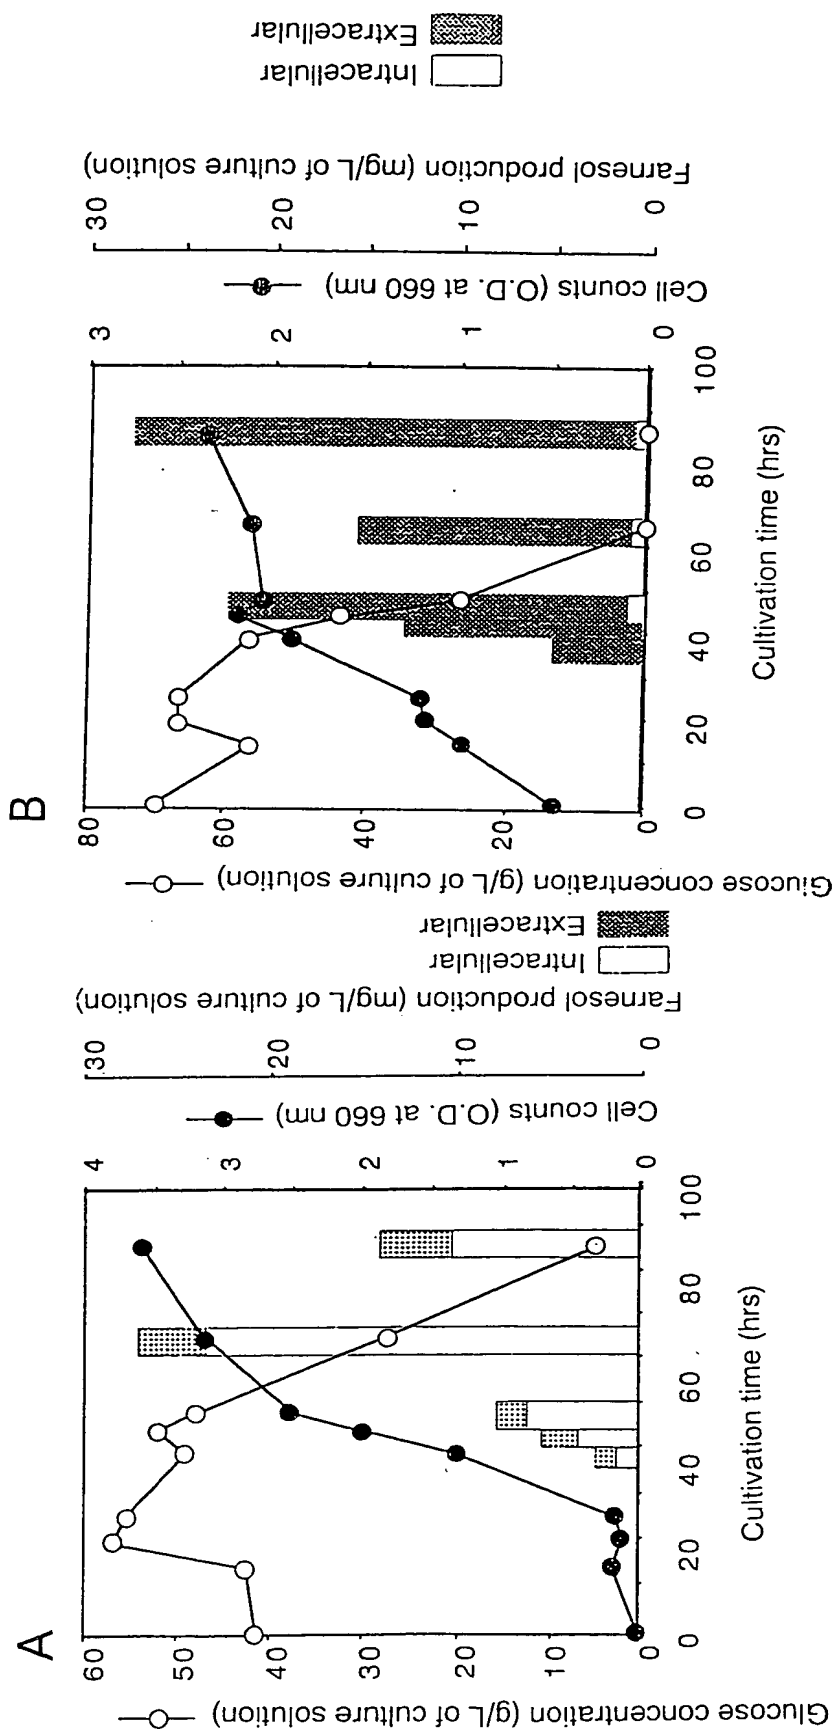 A
Glucose concentration (g/L of culture solution)
60
50
40
30
20
10
0
0
20
40
60
80
100
Cultivation time (hrs)
4
3
2
1
0
Cell counts (O.D. at 660 nm)
30
20
10
0
Farnesol production (mg/L of culture solution)
Intracellular
Extracellular
B
Glucose concentration (g/L of culture solution)
80
60
40
20
0
0
20
40
60
80
100
Cultivation time (hrs)
3
2
1
0
Cell counts (O.D. at 660 nm)
30
20
10
0
Farnesol production (mg/L of culture solution)
Intracellular
Extracellular